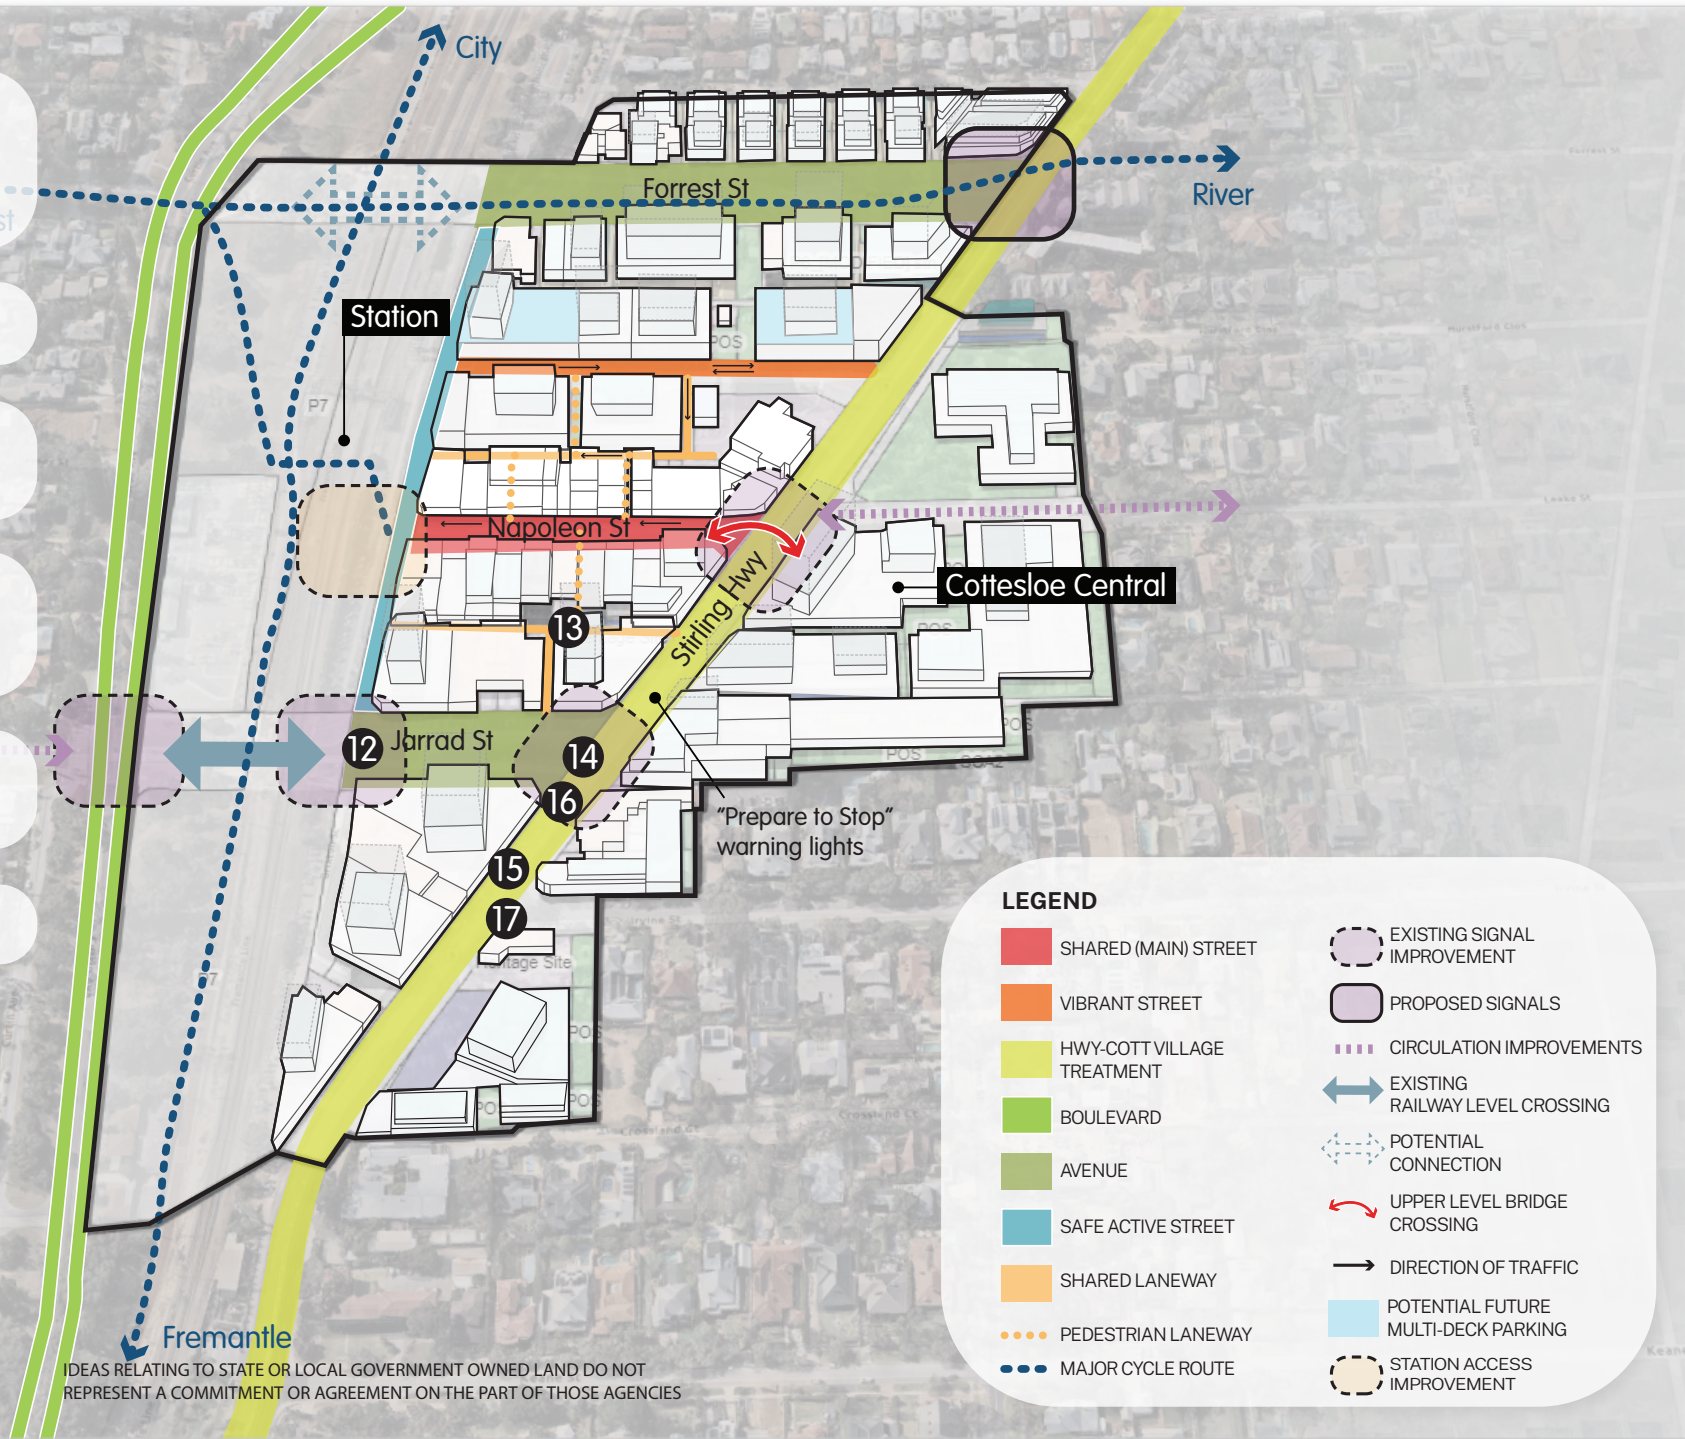 City
River
Forrest St
Station
POS
P7
Napoleon St
Stirling Hwy
Cottesloe Central
POS
13
12
Jarrad St
14
16
POS
POS
"Prepare to Stop"
warning lights
15
17
Heritage Site
POS
POS
Fremantle
IDEAS RELATING TO STATE OR LOCAL GOVERNMENT OWNED LAND DO NOT
REPRESENT A COMMITMENT OR AGREEMENT ON THE PART OF THOSE AGENCIES
LEGEND
SHARED (MAIN) STREET
VIBRANT STREET
HWY-COTT VILLAGE
TREATMENT
BOULEVARD
AVENUE
SAFE ACTIVE STREET
SHARED LANEWAY
PEDESTRIAN LANEWAY
MAJOR CYCLE ROUTE
EXISTING SIGNAL
IMPROVEMENT
PROPOSED SIGNALS
CIRCULATION IMPROVEMENTS
EXISTING
RAILWAY LEVEL CROSSING
POTENTIAL
CONNECTION
UPPER LEVEL BRIDGE
CROSSING
DIRECTION OF TRAFFIC
POTENTIAL FUTURE
MULTI-DECK PARKING
STATION ACCESS
IMPROVEMENT